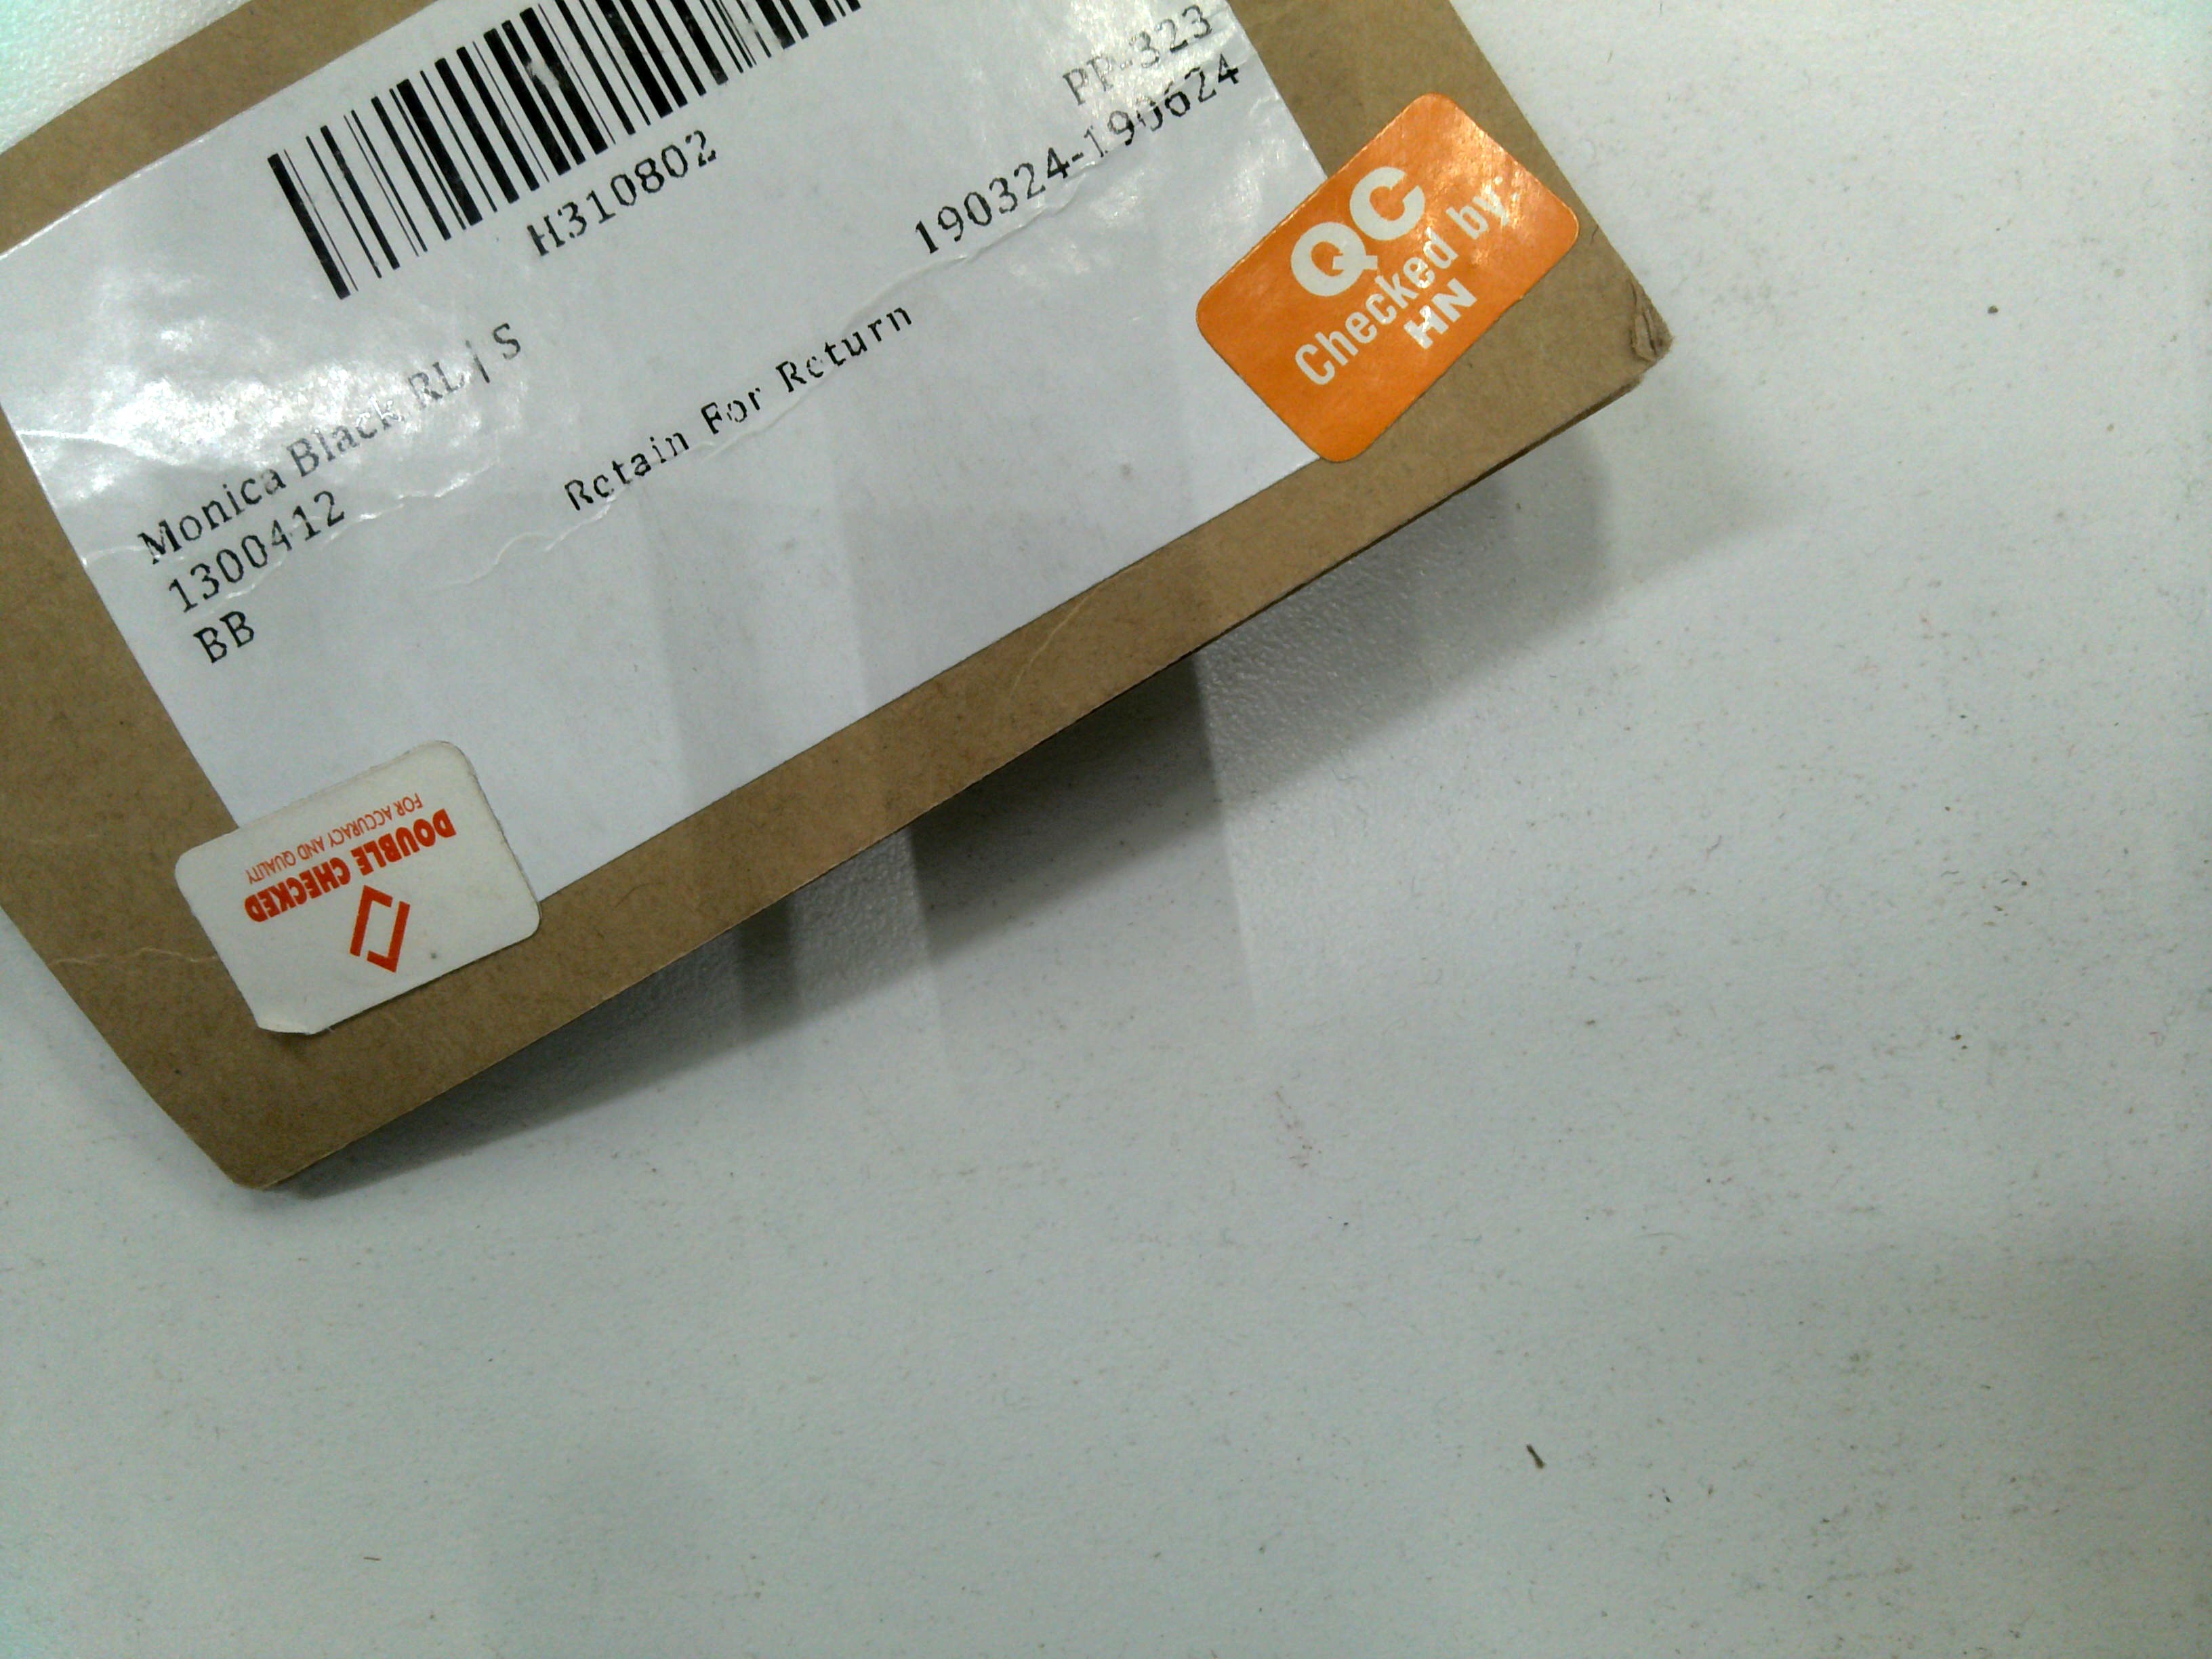 PP-323
H310802
190324-190624
Monica Black RL | S
1300412
BB
Retain For Return
QC
Checked by:
HN
DOUBLE CHECKED
FOR ACCURACY AND QUALITY